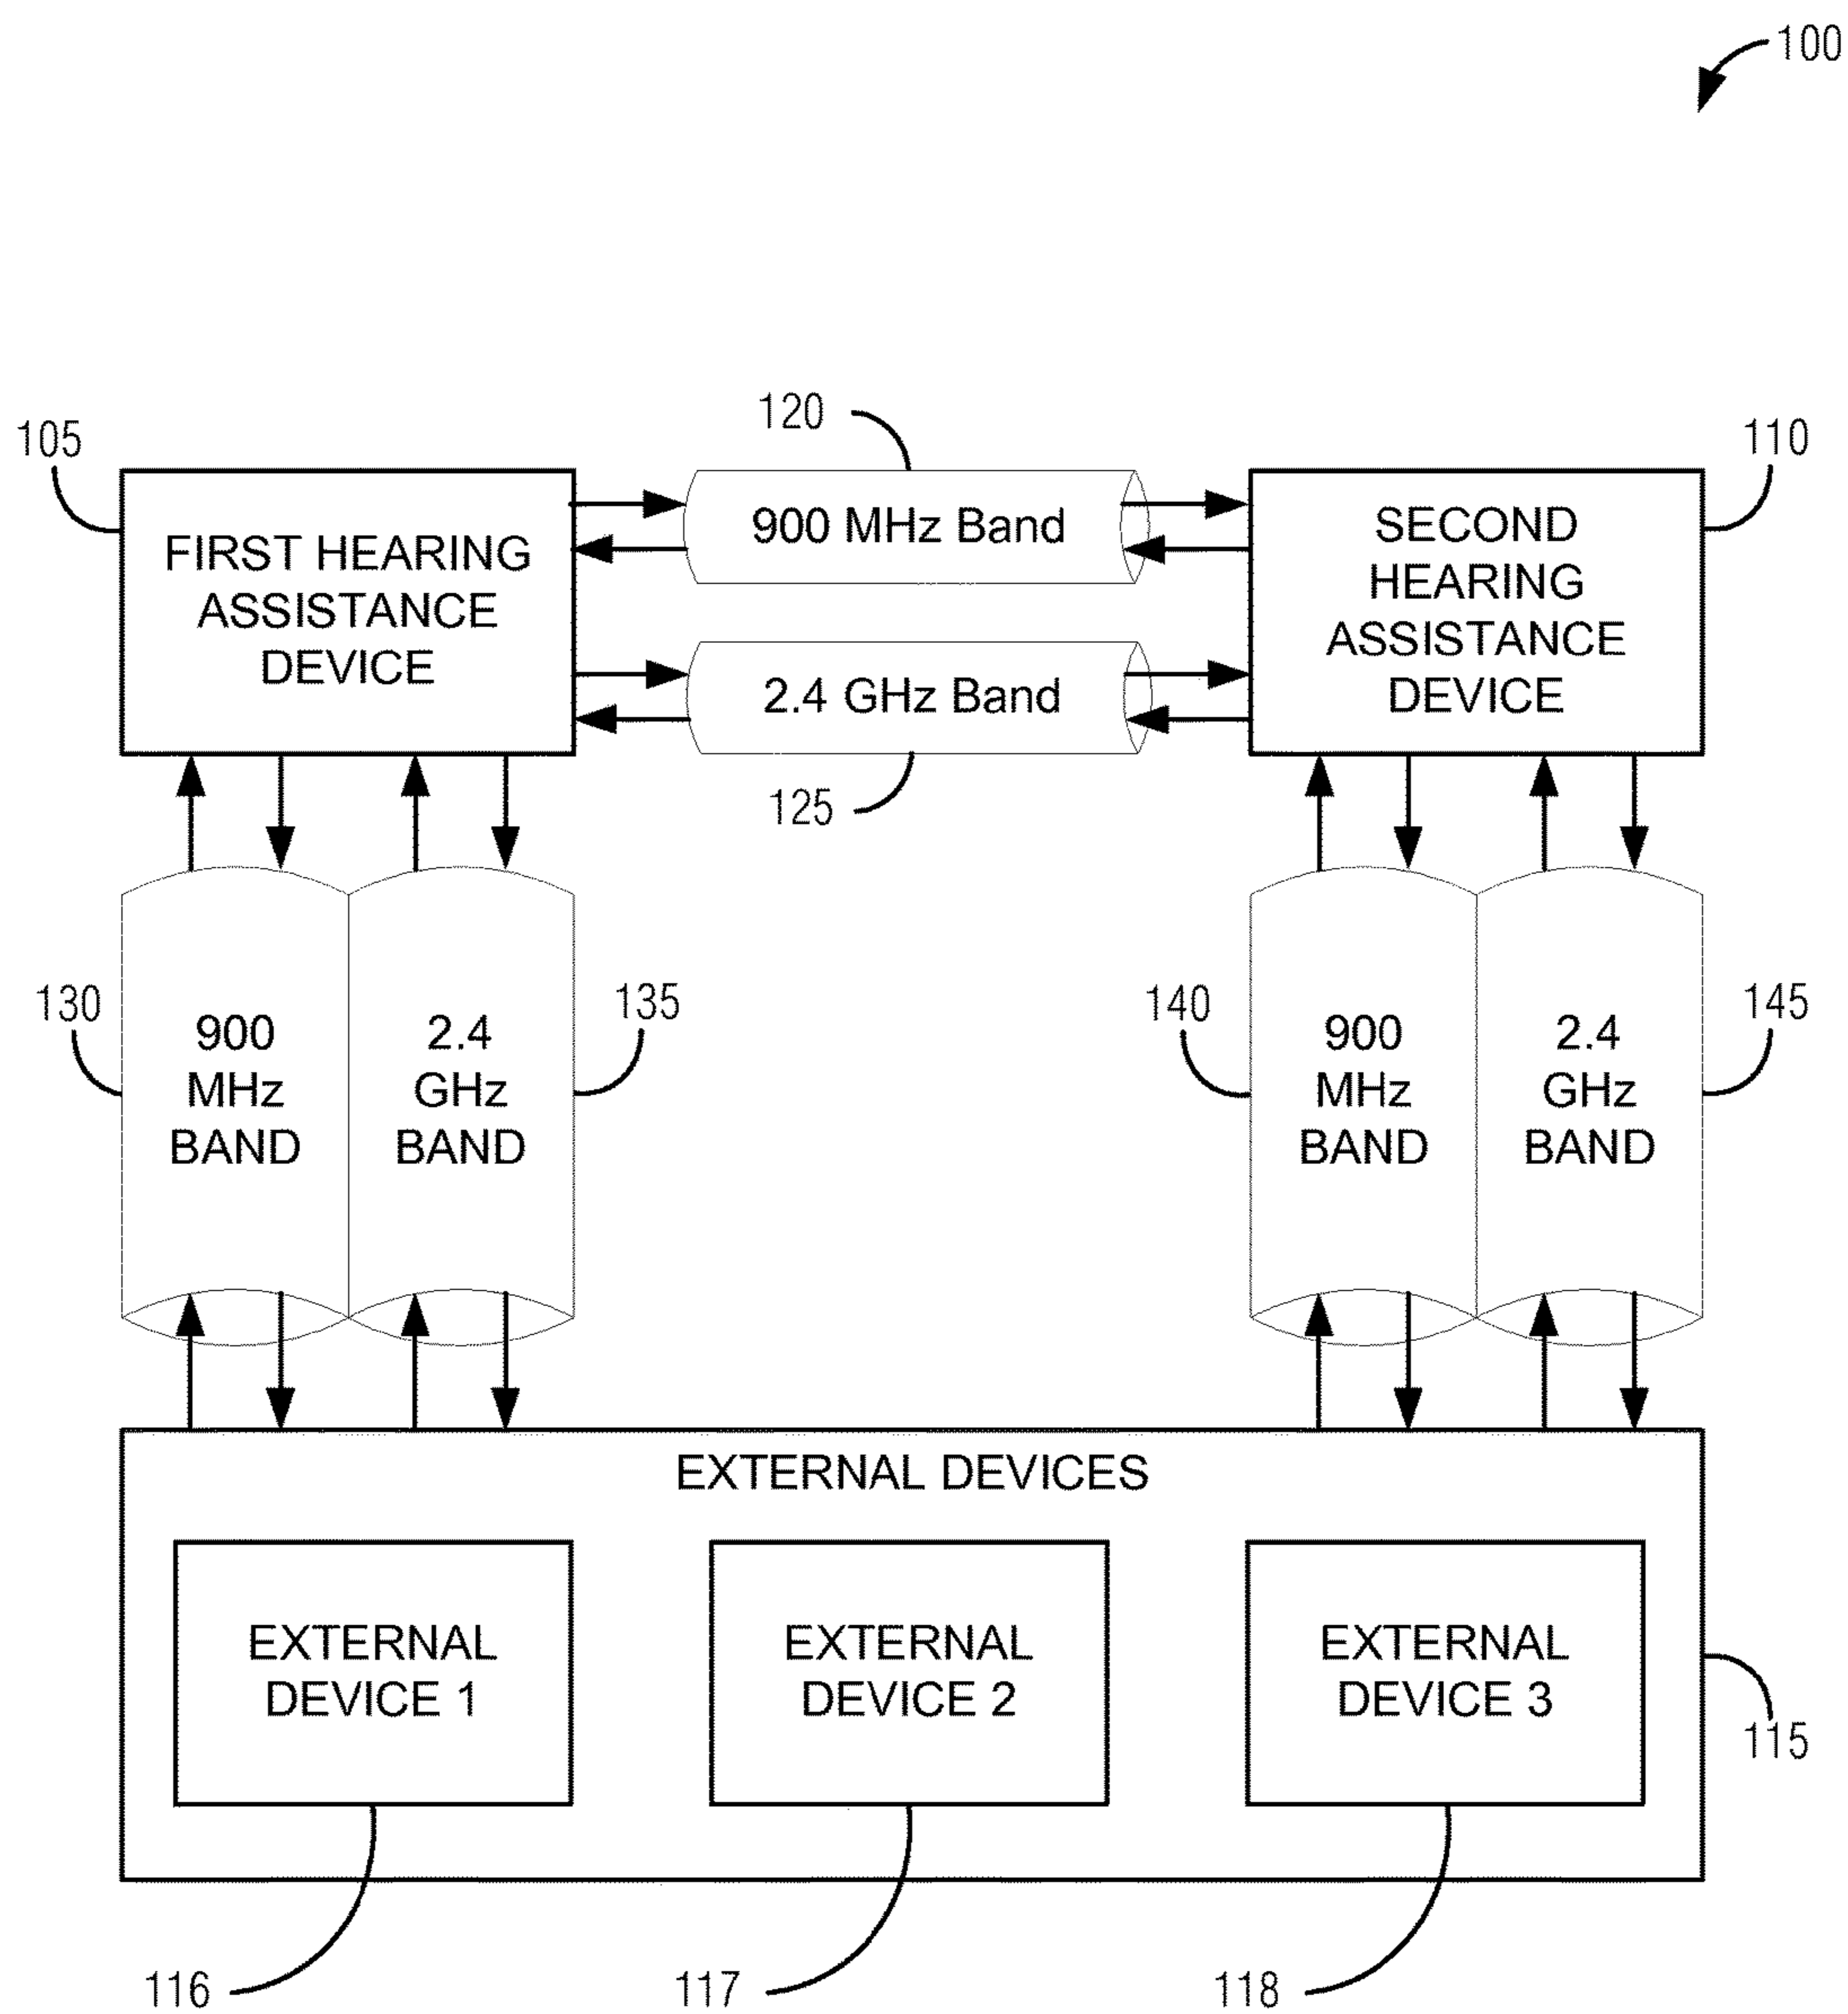 100
120
105
110
900 MHz Band
FIRST HEARING
ASSISTANCE
DEVICE
SECOND
HEARING
ASSISTANCE
DEVICE
2.4 GHz Band
125
130
900
MHz
BAND
2.4
GHz
BAND
135
140
900
MHz
BAND
2.4
GHz
BAND
145
EXTERNAL DEVICES
EXTERNAL
DEVICE 1
EXTERNAL
DEVICE 2
EXTERNAL
DEVICE 3
115
116
117
118